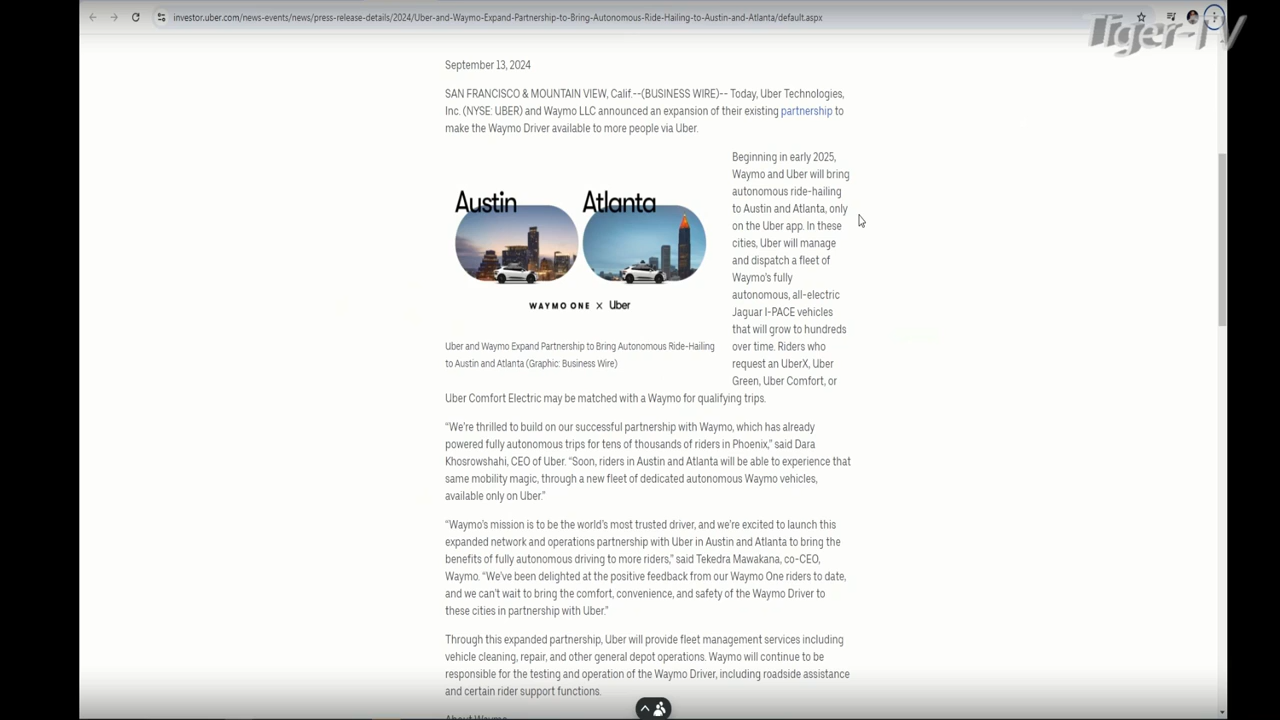 investor.uber.com/news-events/news/press-release-details/2024/Uber-and-Waymo-Expand-Partnership-to-Bring-Autonomous-Ride-Hailing-to-Austin-and-Atlanta/default.aspx
Tiger-TV
September 13, 2024
SAN FRANCISCO & MOUNTAIN VIEW, Calif.--(BUSINESS WIRE)-- Today, Uber Technologies,
Inc. (NYSE: UBER) and Waymo LLC announced an expansion of their existing partnership to
make the Waymo Driver available to more people via Uber.
Austin Atlanta
WAYMO ONE × Uber
Uber and Waymo Expand Partnership to Bring Autonomous Ride-Hailing
to Austin and Atlanta (Graphic: Business Wire)
Beginning in early 2025,
Waymo and Uber will bring
autonomous ride-hailing
to Austin and Atlanta, only
on the Uber app. In these
cities, Uber will manage
and dispatch a fleet of
Waymo's fully
autonomous, all-electric
Jaguar I-PACE vehicles
that will grow to hundreds
over time. Riders who
request an UberX, Uber
Green, Uber Comfort, or
Uber Comfort Electric may be matched with a Waymo for qualifying trips.
“We're thrilled to build on our successful partnership with Waymo, which has already
powered fully autonomous trips for tens of thousands of riders in Phoenix,” said Dara
Khosrowshahi, CEO of Uber. “Soon, riders in Austin and Atlanta will be able to experience that
same mobility magic, through a new fleet of dedicated autonomous Waymo vehicles,
available only on Uber.”
“Waymo's mission is to be the world's most trusted driver, and we're excited to launch this
expanded network and operations partnership with Uber in Austin and Atlanta to bring the
benefits of fully autonomous driving to more riders,” said Tekedra Mawakana, co-CEO,
Waymo. “We've been delighted at the positive feedback from our Waymo One riders to date,
and we can't wait to bring the comfort, convenience, and safety of the Waymo Driver to
these cities in partnership with Uber.”
Through this expanded partnership, Uber will provide fleet management services including
vehicle cleaning, repair, and other general depot operations. Waymo will continue to be
responsible for the testing and operation of the Waymo Driver, including roadside assistance
and certain rider support functions.
About Waymo